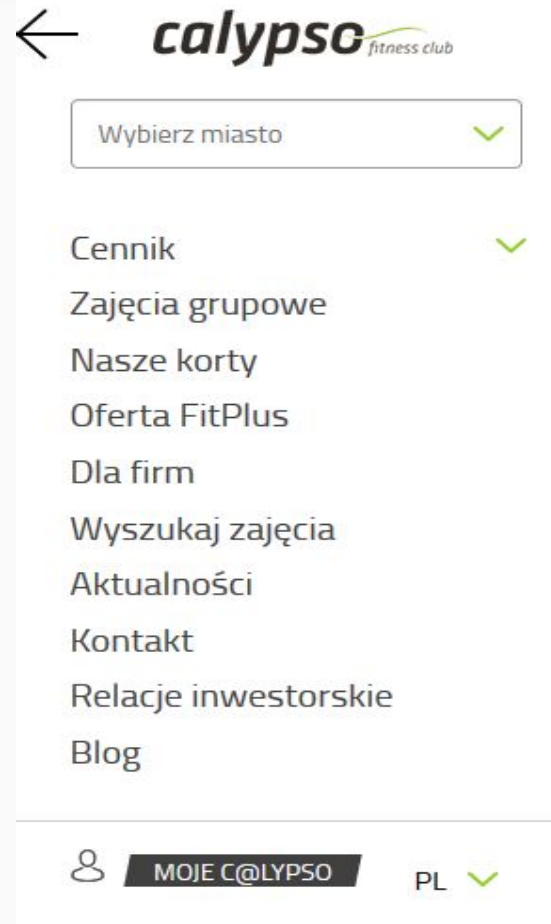 calypso fitness club
Wybierz miasto
Cennik
Zajęcia grupowe
Nasze korty
Oferta FitPlus
Dla firm
Wyszukaj zajęcia
Aktualności
Kontakt
Relacje inwestorskie
Blog
MOJE C@LYPSO PL